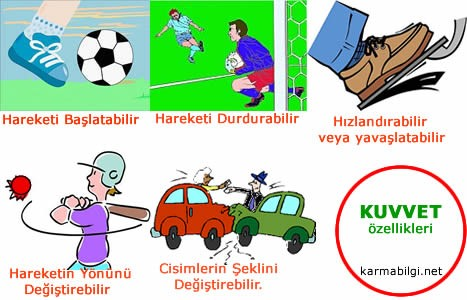 Hareketi Başlatabilir
Hareketi Durdurabilir
Hızlandırabilir
veya yavaşlatabilir
Hareketin Yönünü
Değiştirebilir
Cisimlerin Şeklini
Değiştirebilir.
KUVVET
özellikleri
karmabilgi.net